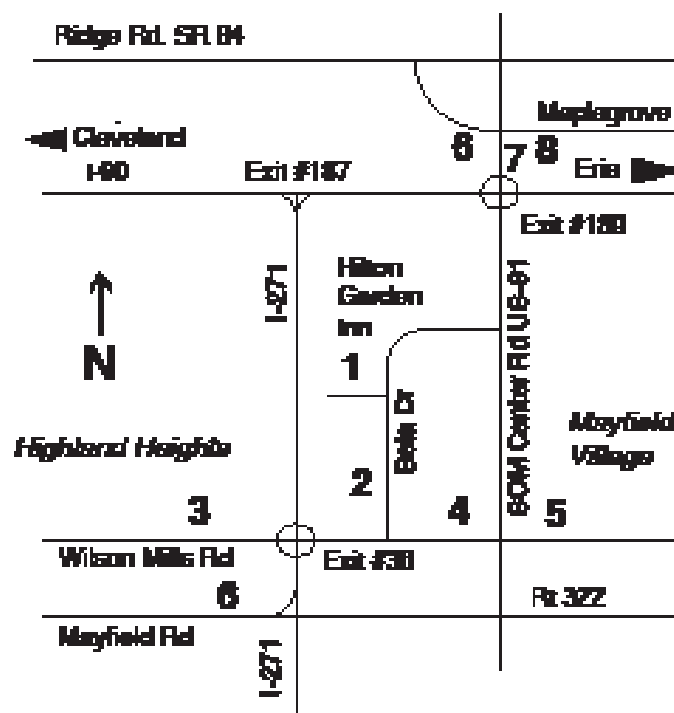 Ridge Rd. SR 84
Maplegrove
Cleveland
6
7
8
I-90
Exit #187
Erie
Exit #189
I-271
Hilton
Garden
Inn
N
1
SOM Center Rd US-91
Beta Dr
Highland Heights
Mayfield
Village
2
3
4
5
Wilson Mills Rd
Exit #36
6
Rt 322
Mayfield Rd
I-271